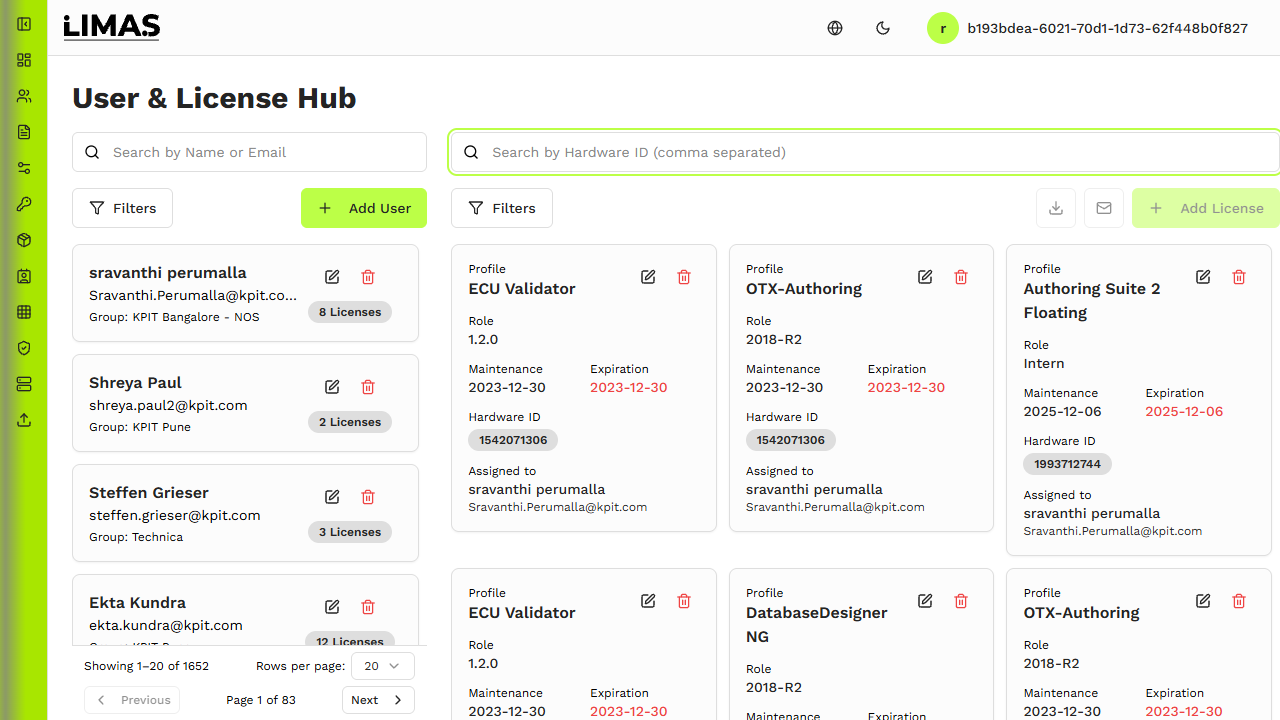 LIMAS
r
b193bdea-6021-70d1-1d73-62f448b0f827
User & License Hub
Search by Name or Email
Search by Hardware ID (comma separated)
Filters
Add User
Filters
Add License
sravanthi perumalla
Sravanthi.Perumalla@kpit.co...
Group: KPIT Bangalore - NOS
8 Licenses
Shreya Paul
shreya.paul2@kpit.com
Group: KPIT Pune
2 Licenses
Steffen Grieser
steffen.grieser@kpit.com
Group: Technica
3 Licenses
Ekta Kundra
ekta.kundra@kpit.com
12 Licenses
Showing 1–20 of 1652
Rows per page:
20
Previous
Page 1 of 83
Next
Profile
ECU Validator
Role
1.2.0
Maintenance
Expiration
2023-12-30
2023-12-30
Hardware ID
1542071306
Assigned to
sravanthi perumalla
Sravanthi.Perumalla@kpit.com
Profile
OTX-Authoring
Role
2018-R2
Maintenance
Expiration
2023-12-30
2023-12-30
Hardware ID
1542071306
Assigned to
sravanthi perumalla
Sravanthi.Perumalla@kpit.com
Profile
Authoring Suite 2
Floating
Role
Intern
Maintenance
Expiration
2025-12-06
2025-12-06
Hardware ID
1993712744
Assigned to
sravanthi perumalla
Sravanthi.Perumalla@kpit.com
Profile
ECU Validator
Role
1.2.0
Maintenance
Expiration
2023-12-30
2023-12-30
Profile
DatabaseDesigner
NG
Role
2018-R2
Maintenance
Expiration
Profile
OTX-Authoring
Role
2018-R2
Maintenance
Expiration
2023-12-30
2023-12-30